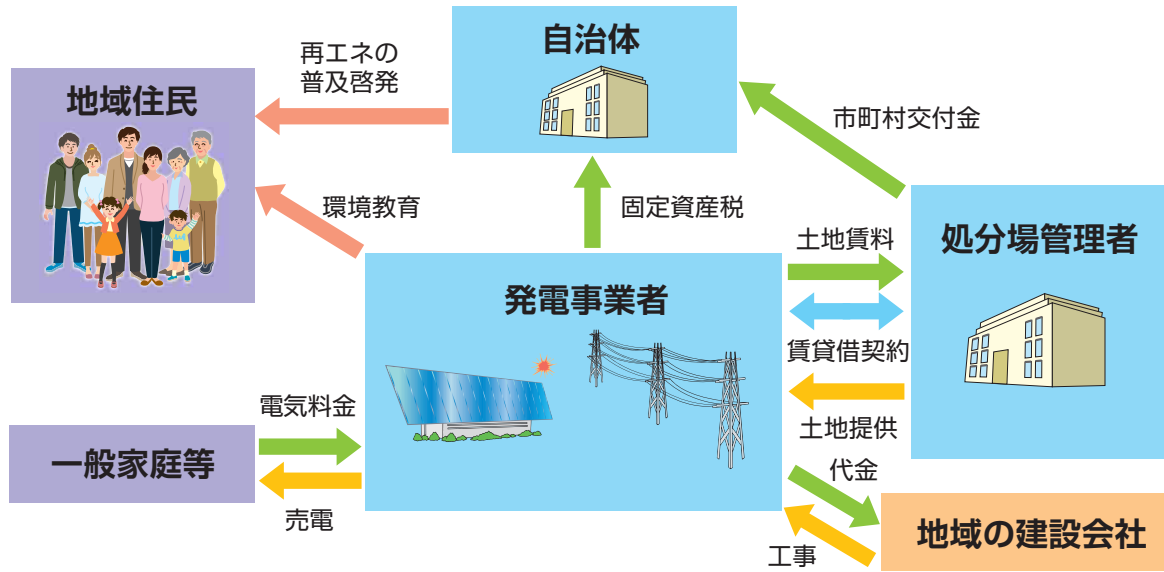 自治体
再エネの
普及啓発
地域住民
市町村交付金
環境教育
固定資産税
処分場管理者
土地賃料
発電事業者
賃貸借契約
土地提供
電気料金
一般家庭等
売電
代金
工事
地域の建設会社